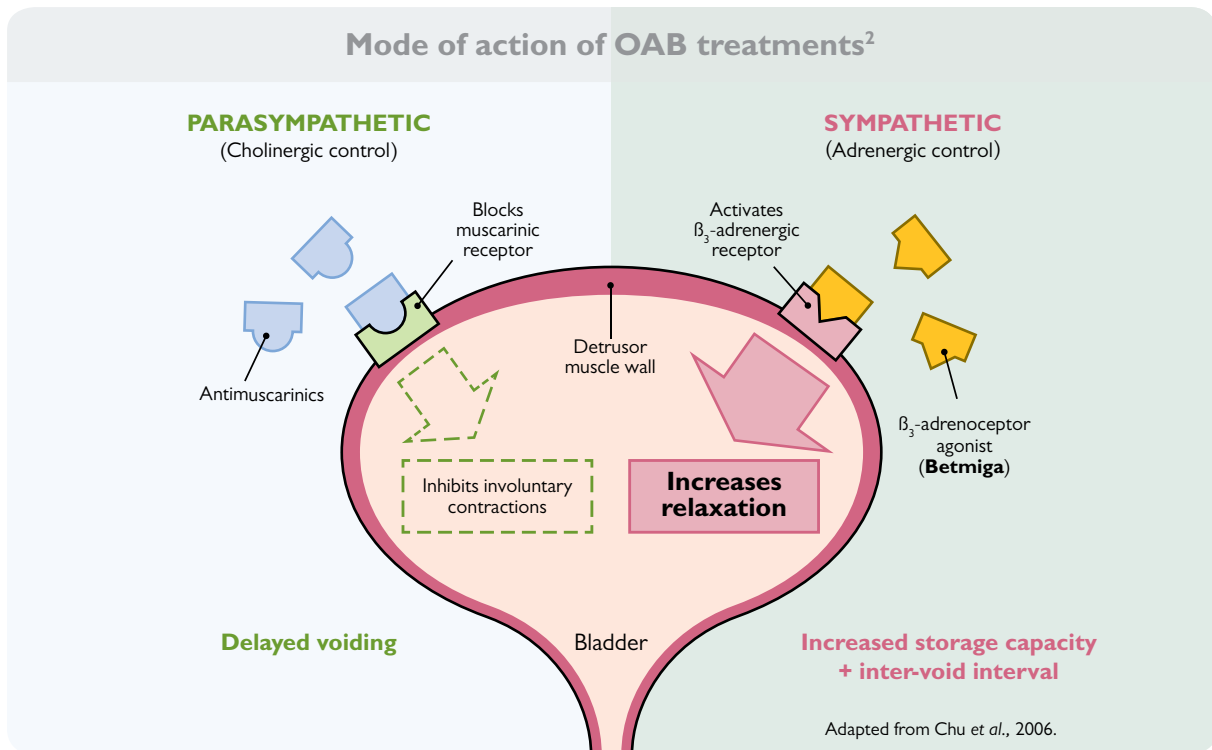 Mode of action of OAB treatments²
PARASYMPATHETIC
(Cholinergic control)
SYMPATHETIC
(Adrenergic control)
Blocks
muscarinic
receptor
Activates
ß₃-adrenergic
receptor
Detrusor
muscle wall
Antimuscarinics
ß₃-adrenoceptor
agonist
(Betmiga)
Inhibits involuntary
contractions
Increases
relaxation
Delayed voiding
Bladder
Increased storage capacity
+ inter-void interval
Adapted from Chu et al., 2006.